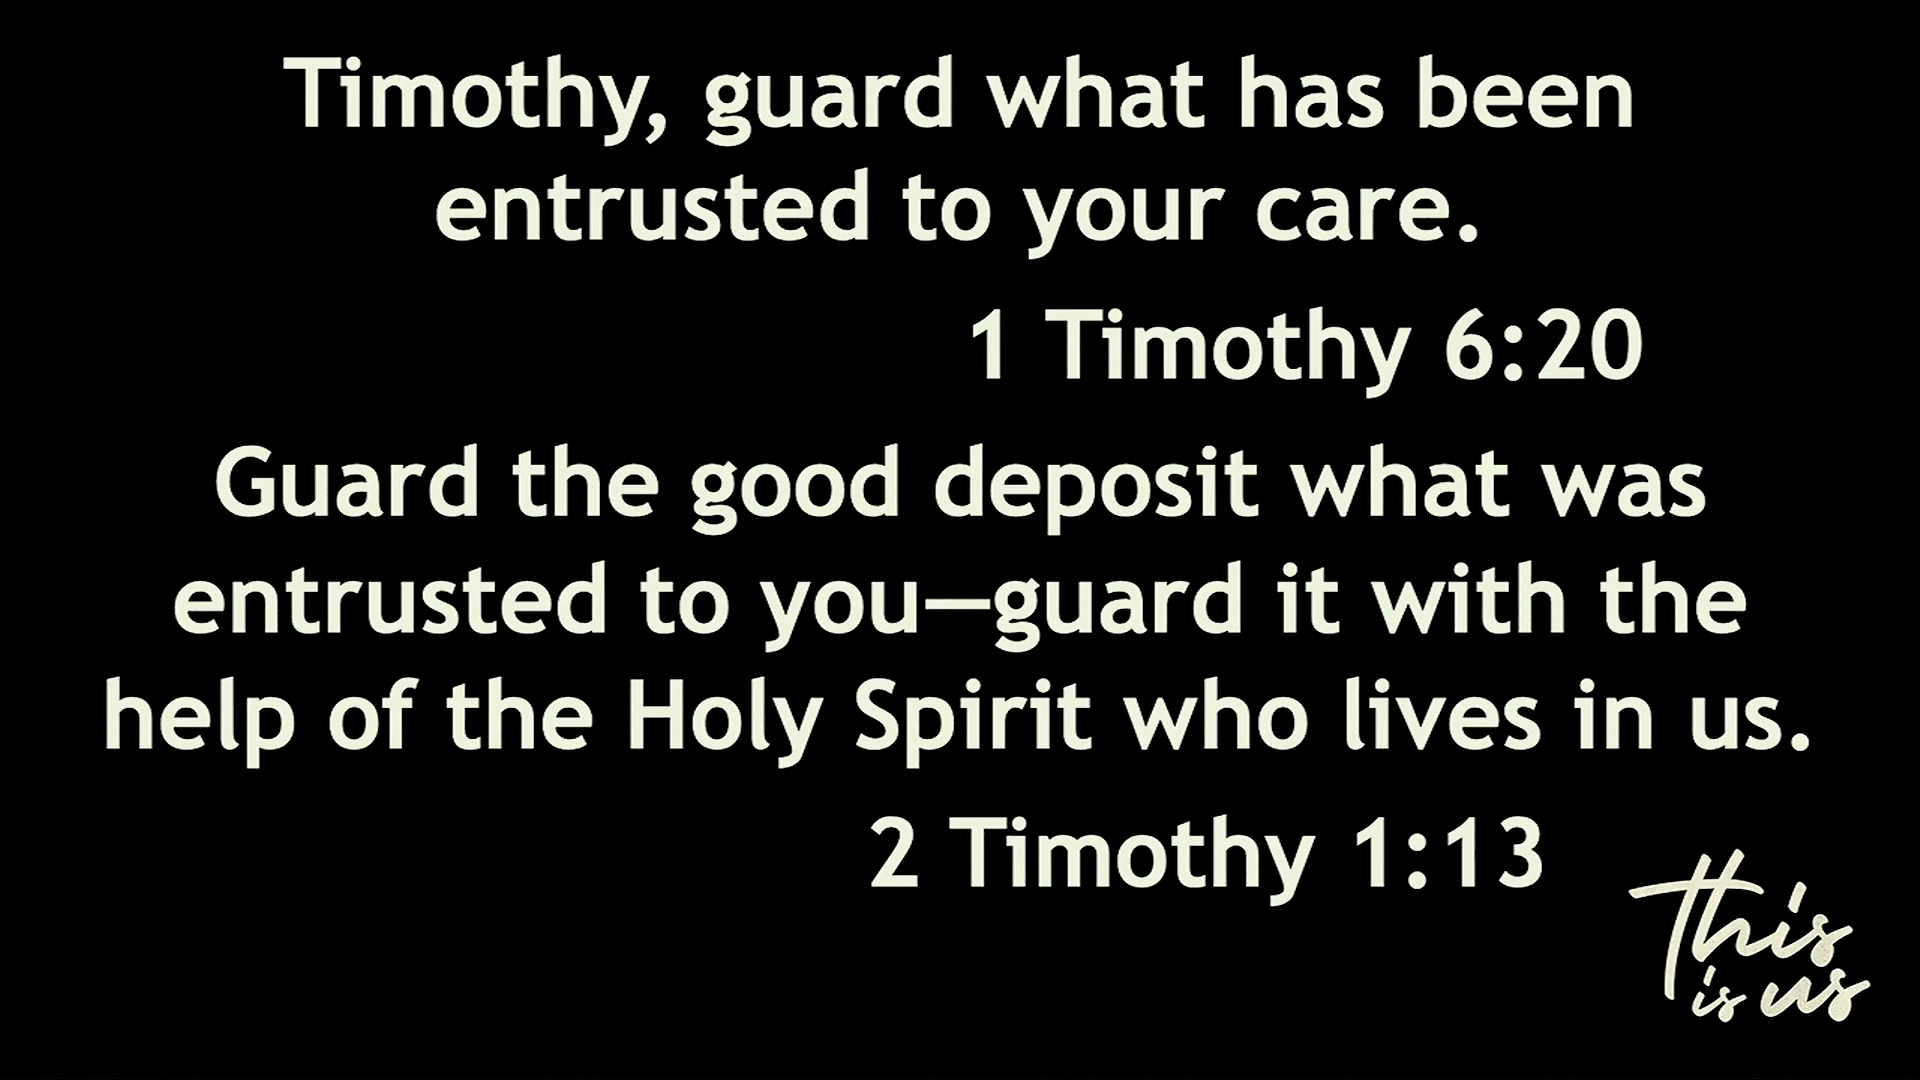 Timothy, guard what has been
entrusted to your care.
1 Timothy 6:20
Guard the good deposit what was
entrusted to you—guard it with the
help of the Holy Spirit who lives in us.
2 Timothy 1:13
this
is us